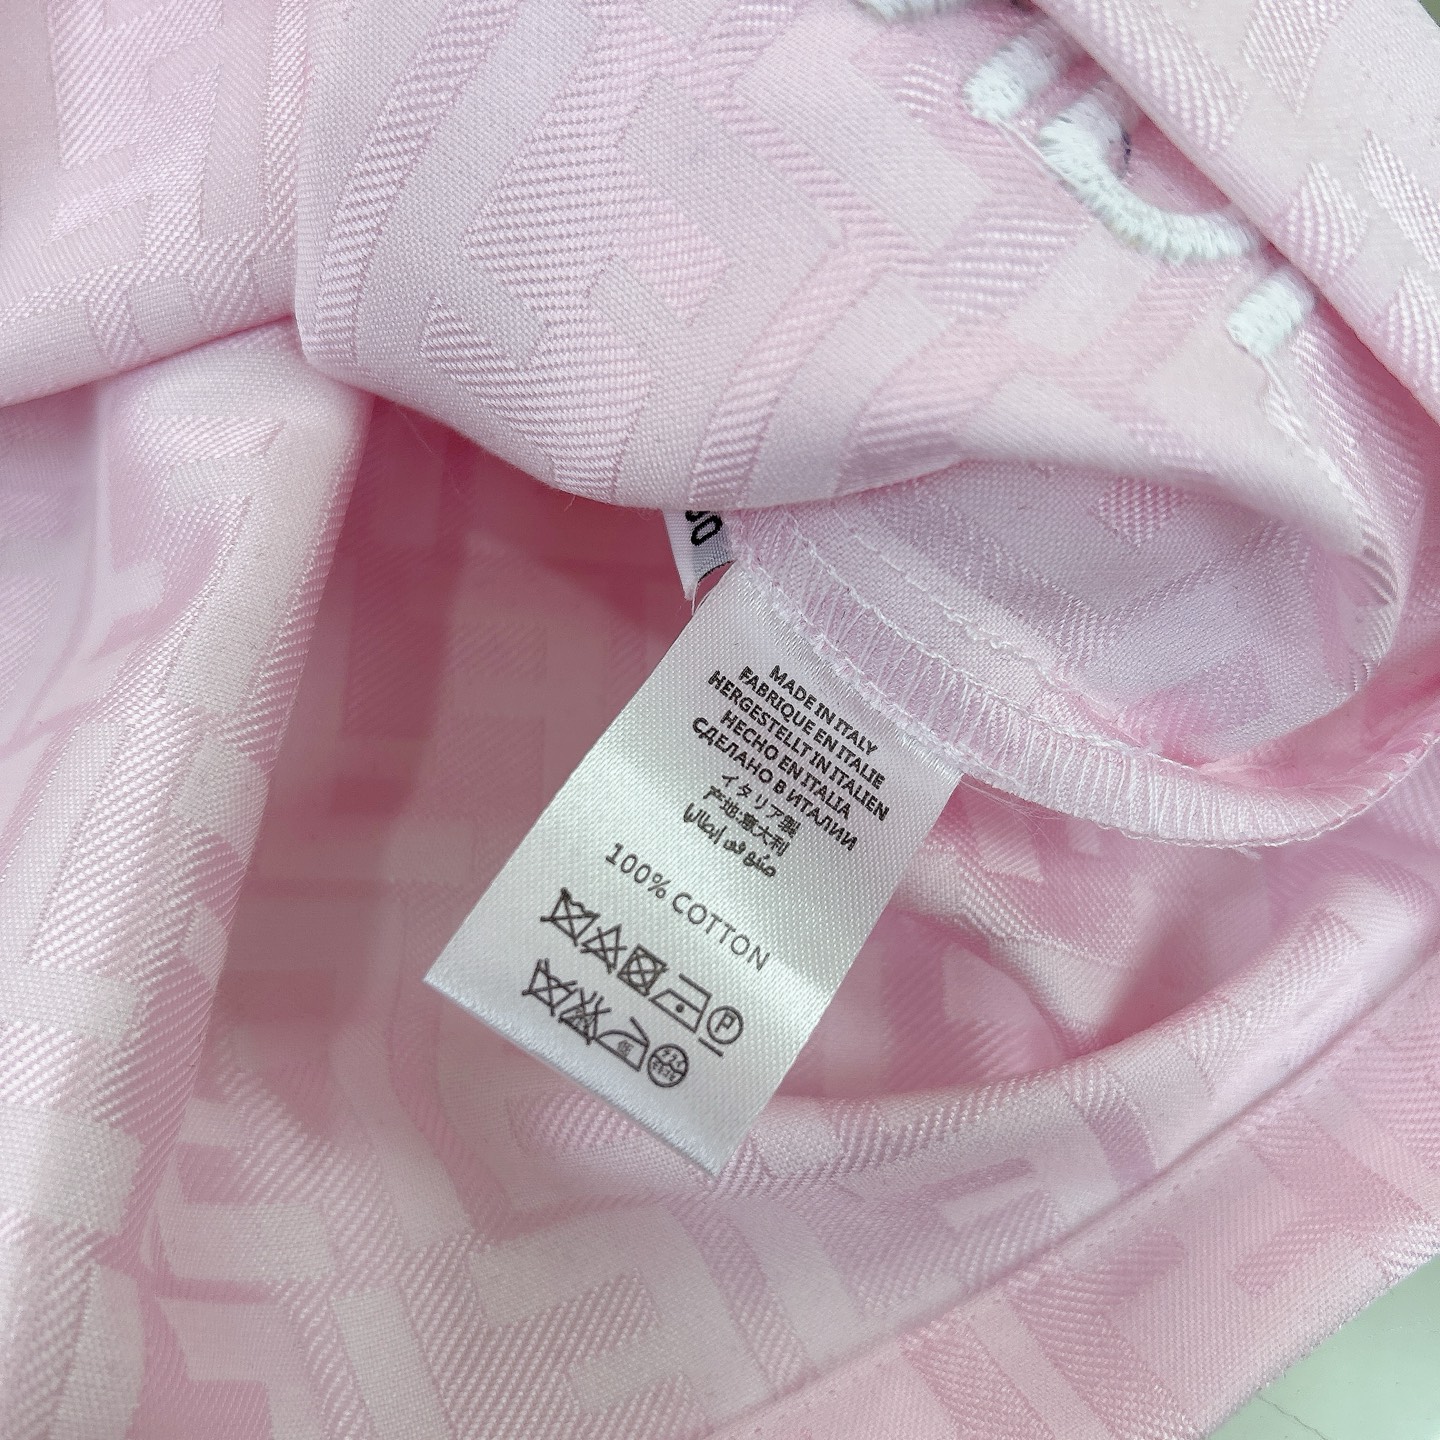 MADE IN ITALY
FABRIQUE EN ITALIE
HERGESTELLT IN ITALIEN
HECHO EN ITALIA
СДЕЛАНО В ИТАЛИИ
イタリア製
产地:意大利
صنع في إيطاليا
100% COTTON
P
低